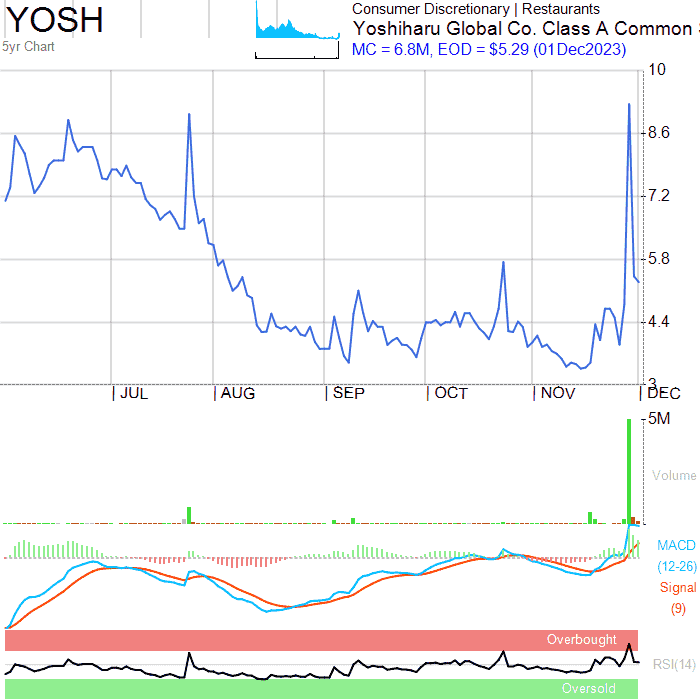 YOSH
5yr Chart
Consumer Discretionary | Restaurants
Yoshiharu Global Co. Class A Common
MC = 6.8M, EOD = $5.29 (01Dec2023)
10
8.6
7.2
5.8
4.4
3
JUL
AUG
SEP
OCT
NOV
DEC
5M
Volume
MACD
(12-26)
Signal
(9)
Overbought
RSI(14)
Oversold